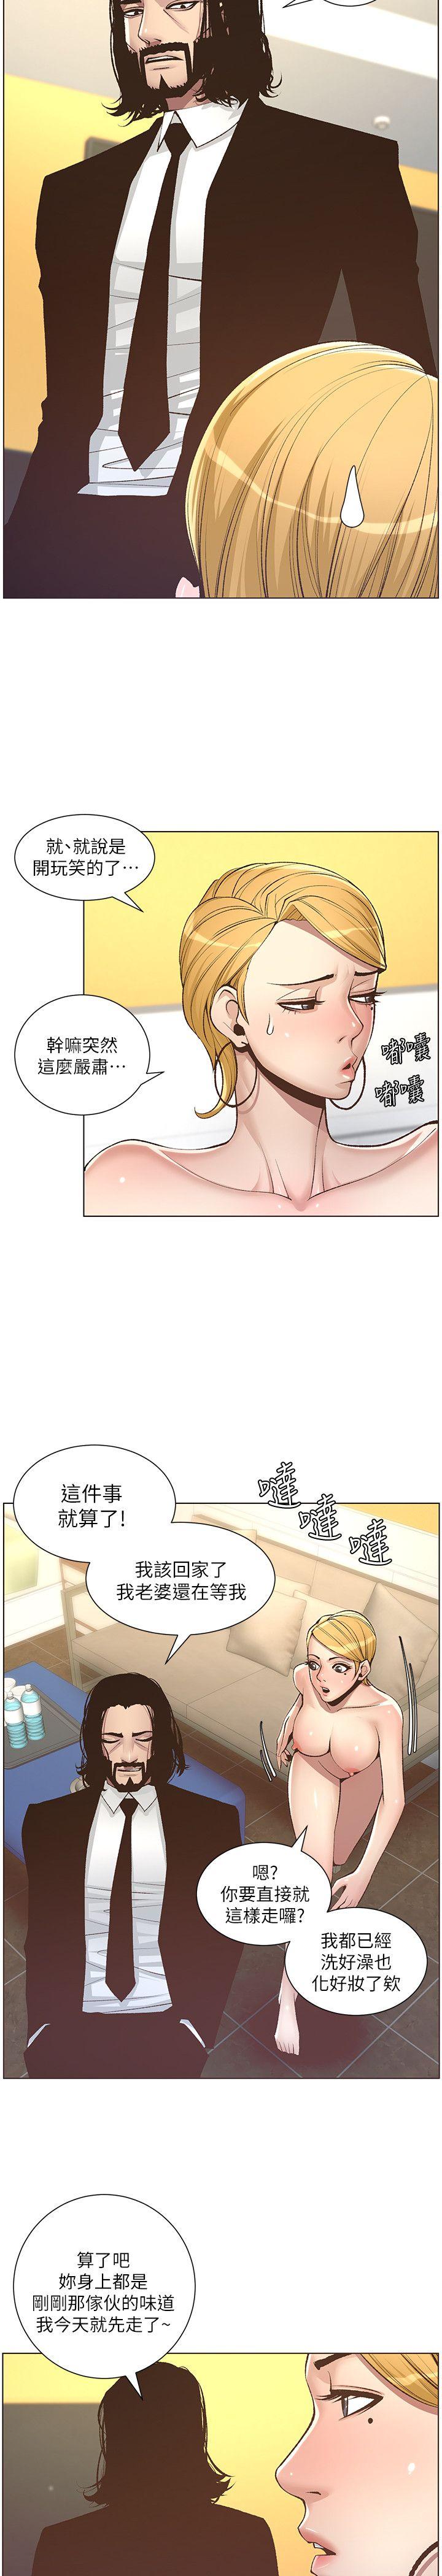 就、就說是
開玩笑的了…
幹嘛突然
這麼嚴肅…
嘟囔
嘟囔
這件事
就算了!
我該回家了
我老婆還在等我
噠
噠
噠
嗯?
你要直接就
這樣走囉?
我都已經
洗好澡也
化好妝了欸
算了吧
妳身上都是
剛剛那傢伙的味道
我今天就先走了~